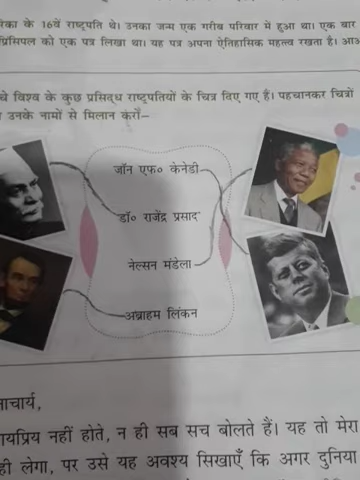 रिका के 16वें राष्ट्रपति थे। उनका जन्म एक गरीब परिवार में हुआ था। एक बार
प्रिंसिपल को एक पत्र लिखा था। यह पत्र अपना ऐतिहासिक महत्त्व रखता है। आअ
चे विश्व के कुछ प्रसिद्ध राष्ट्रपतियों के चित्र दिए गए हैं। पहचानकर चित्रों
उनके नामों से मिलान करो–
जॉन एफ० केनेडी
डॉ० राजेंद्र प्रसाद
नेल्सन मंडेला
अब्राहम लिंकन
नाचार्य,
ायप्रिय नहीं होते, न ही सब सच बोलते हैं। यह तो मेरा
ही लेगा, पर उसे यह अवश्य सिखाएँ कि अगर दुनिया